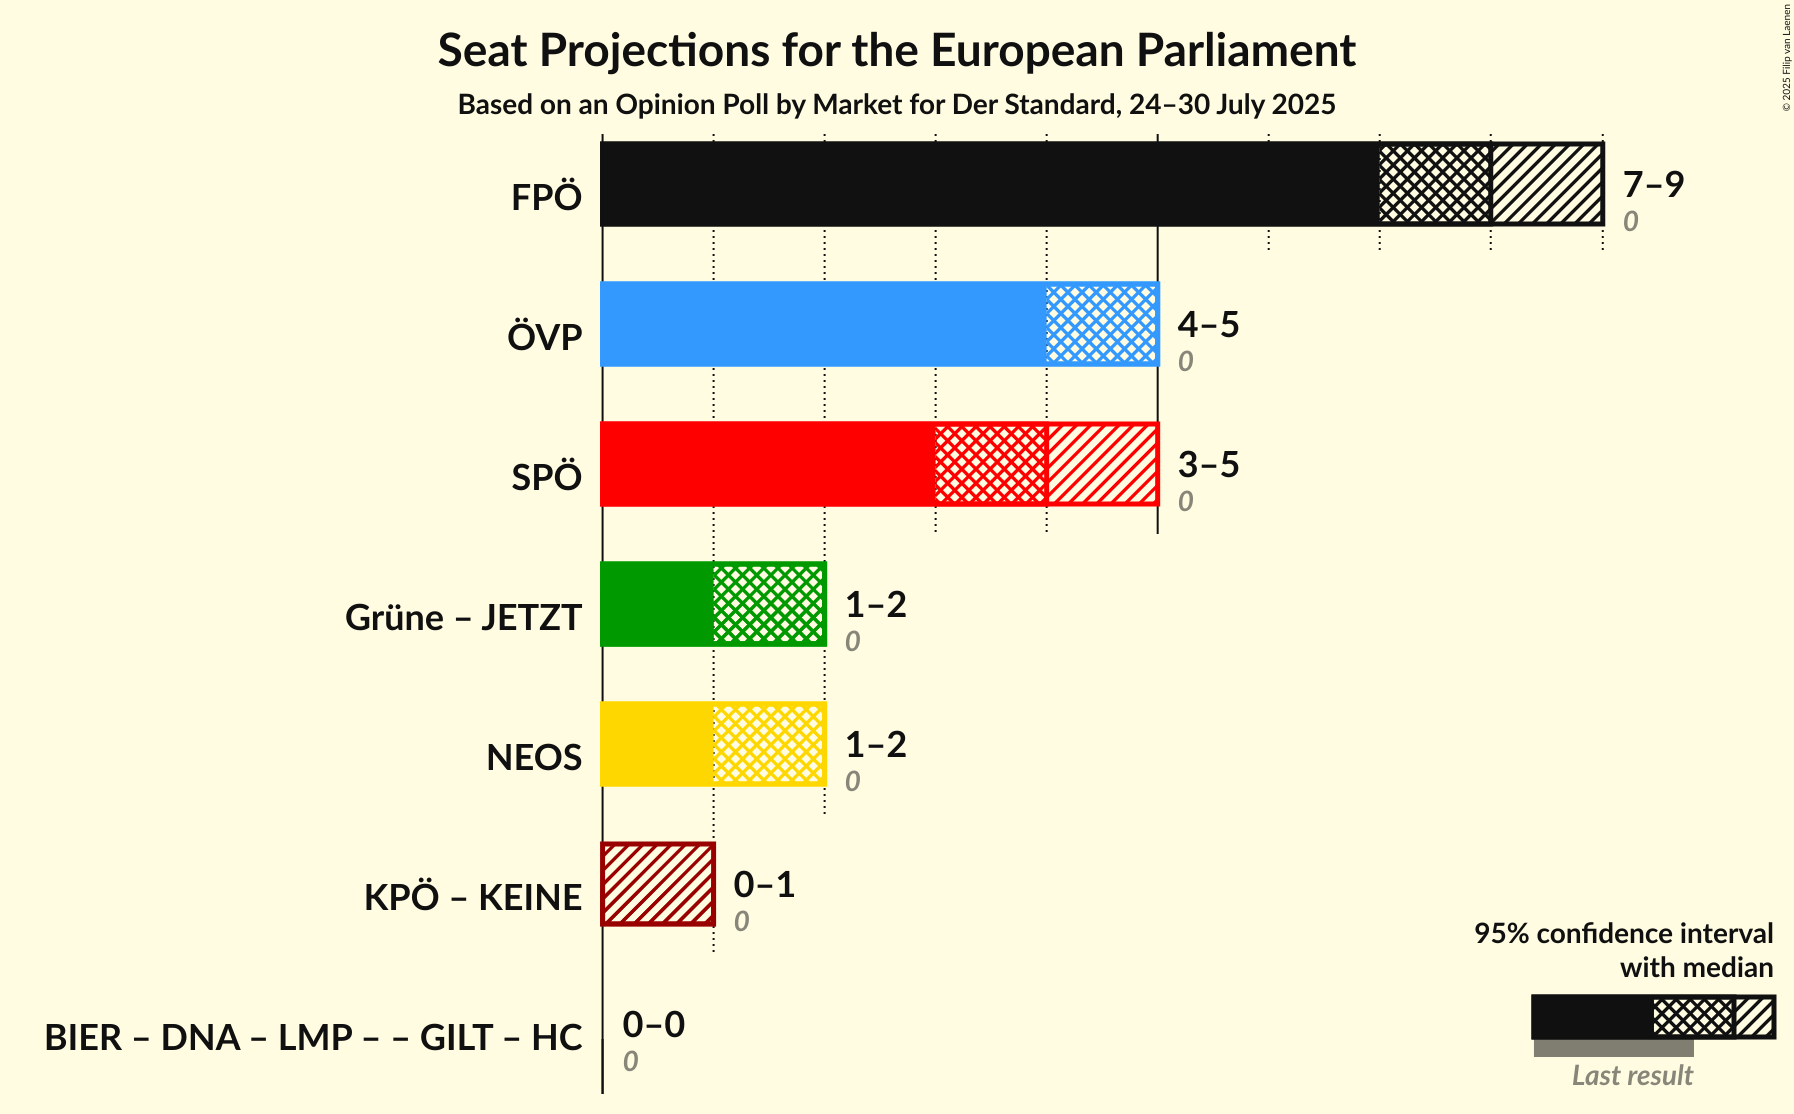 Seat Projections for the European Parliament
Based on an Opinion Poll by Market for Der Standard, 24–30 July 2025
© 2025 Filip van Laenen
FPÖ
7–9
0
ÖVP
4–5
0
SPÖ
3–5
0
Grüne – JETZT
1–2
0
NEOS
1–2
0
KPÖ – KEINE
0–1
0
BIER – DNA – LMP – – GILT – HC
0–0
0
95% confidence interval
with median
Last result